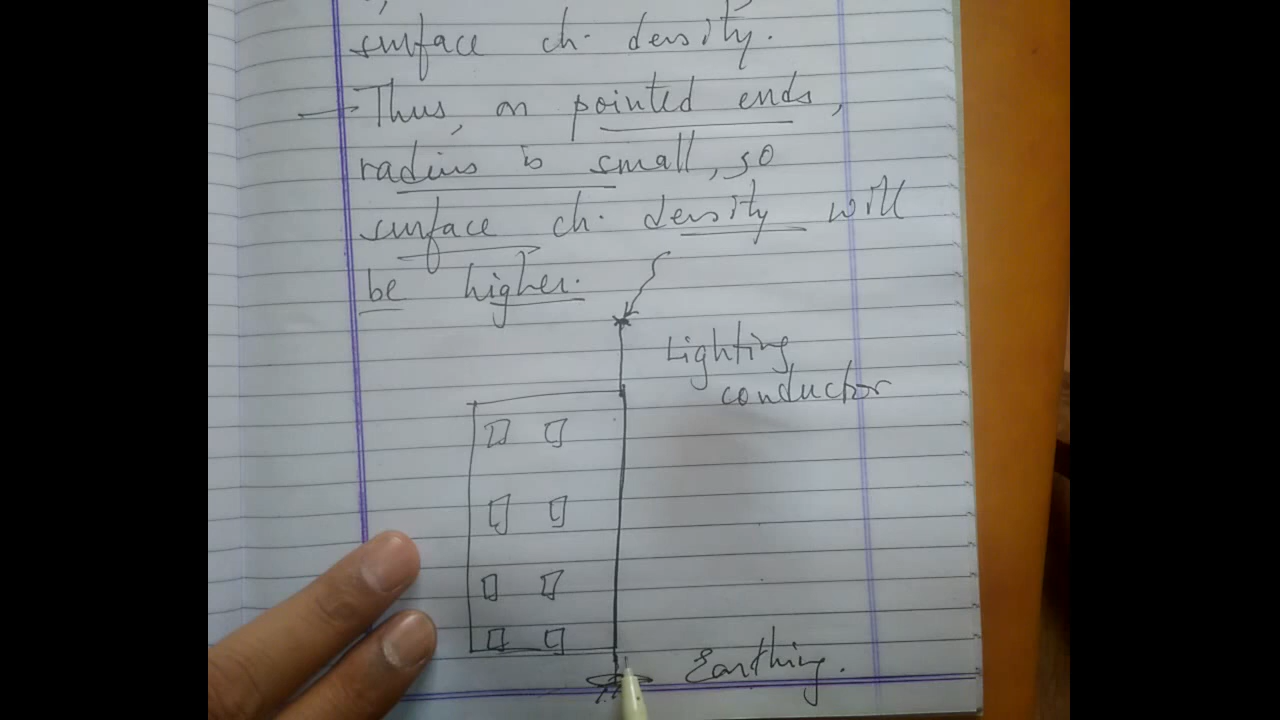 surface ch. density.
→ Thus, on pointed ends,
radius is small, so
surface ch. density will
be higher.
Lighting
conductor
Earthing.